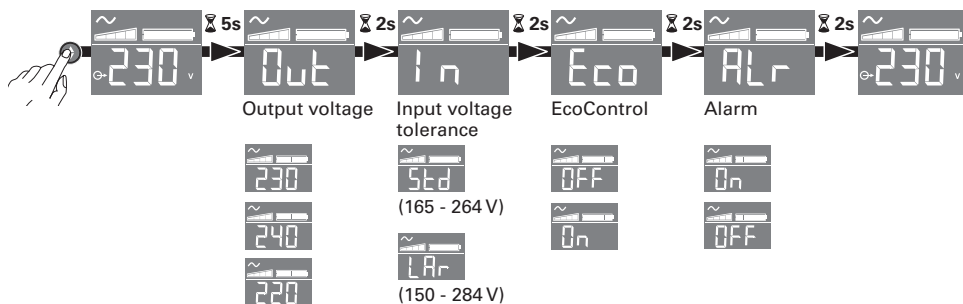 5s 2s 2s 2s 2s
230 v Out In Eco ALr 230 v
Output voltage Input voltage tolerance EcoControl Alarm
230 Std OFF On
(165 - 264 V)
240 On OFF
LAr
220
(150 - 284 V)